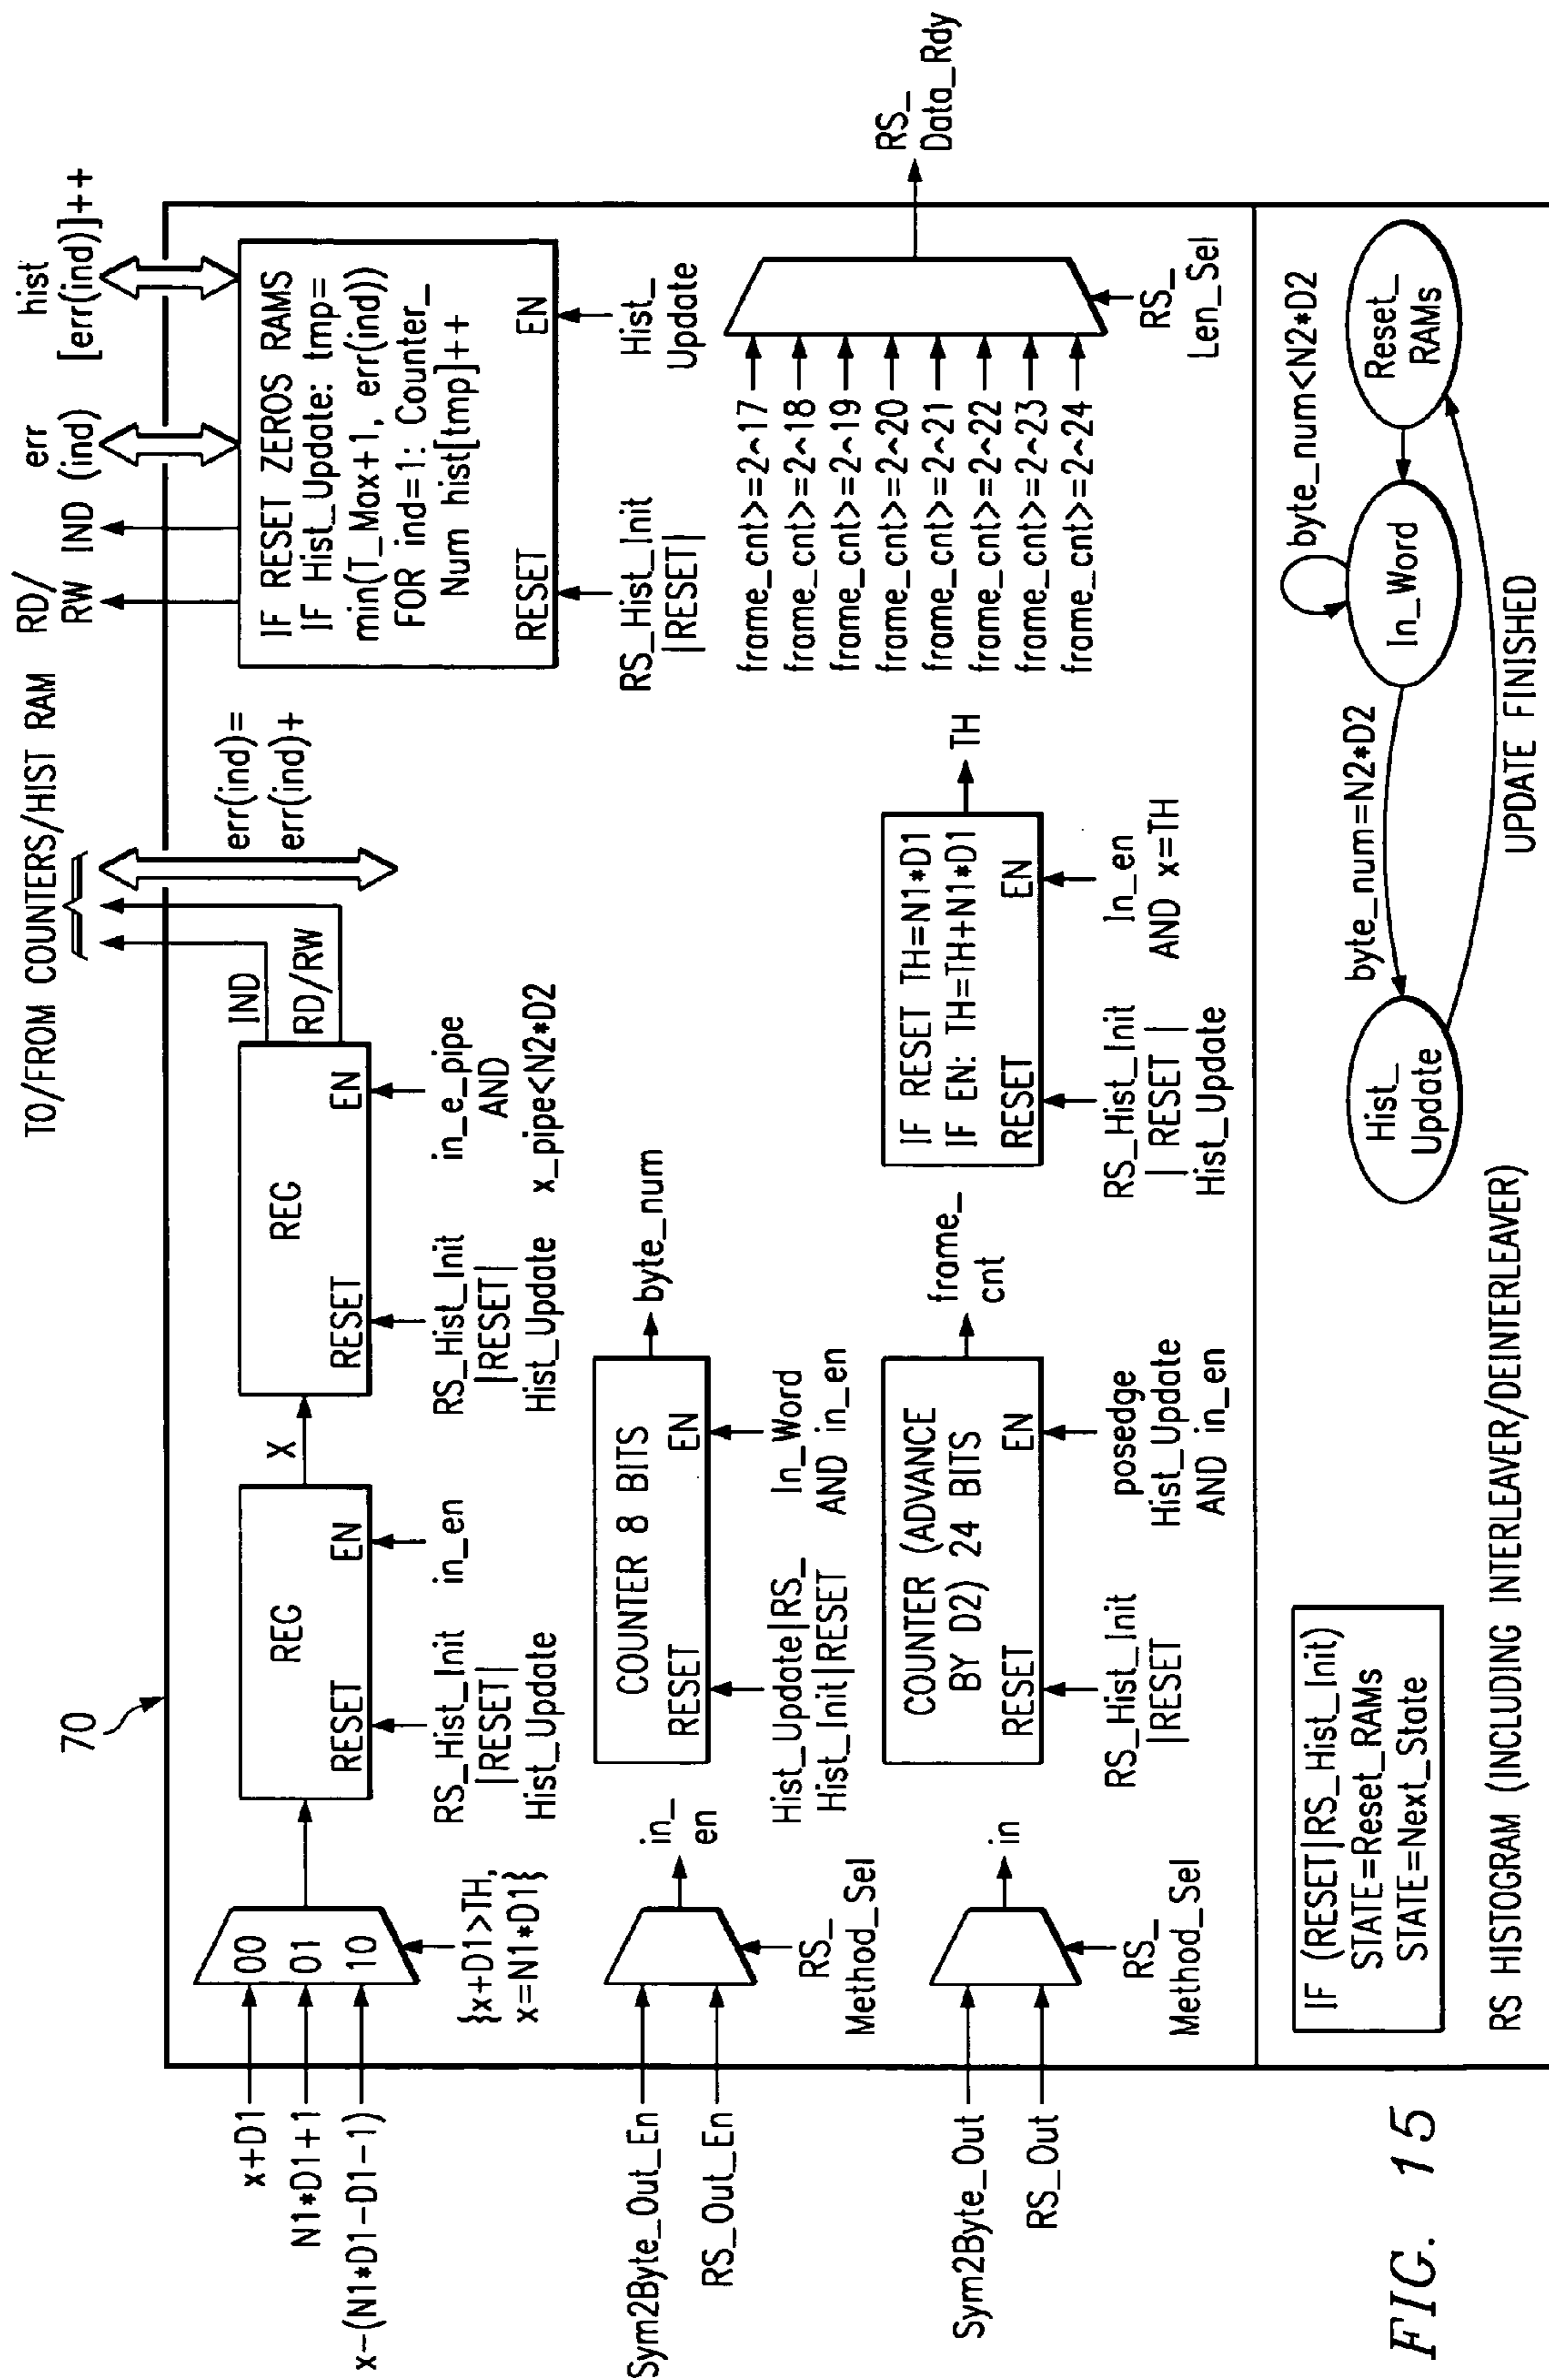 TO/FROM COUNTERS/HIST RAM
RD/
RW
IND
err
(ind)
hist
[err(ind)]++
70
x+D1
N1*D1+1
x-(N1*D1-D1-1)
00
01
10
{x+D1>TH,
x=N1*D1}
REG
RESET
EN
RS_Hist_Init
|RESET|
Hist_Update
in_en
X
REG
RESET
EN
RS_Hist_Init
|RESET|
Hist_Update
in_e_pipe
AND
x_pipe<N2*D2
IND
RD/RW
err(ind)=
err(ind)+
IF RESET ZEROS RAMS
IF Hist_Update: tmp=
min(T_Max+1, err(ind))
FOR ind=1: Counter_
Num hist[tmp]++
RESET
EN
RS_Hist_Init
|RESET|
Hist_
Update
Sym2Byte_Out_En
RS_Out_En
in_
en
RS_
Method_Sel
COUNTER 8 BITS
RESET
EN
byte_num
Hist_Update|RS_
Hist_Init|RESET
In_Word
AND in_en
Sym2Byte_Out
RS_Out
in
RS_
Method_Sel
COUNTER (ADVANCE
BY D2) 24 BITS
RESET
EN
frame_
cnt
RS_Hist_Init
|RESET
posedge
Hist_Update
AND in_en
IF RESET TH=N1*D1
IF EN: TH=TH+N1*D1
RESET
EN
TH
RS_Hist_Init
| RESET |
Hist_Update
In_en
AND x=TH
frame_cnt>=2^17
frame_cnt>=2^18
frame_cnt>=2^19
frame_cnt>=2^20
frame_cnt>=2^21
frame_cnt>=2^22
frame_cnt>=2^23
frame_cnt>=2^24
RS_
Data_Rdy
RS_
Len_Sel
IF (RESET|RS_Hist_Init)
STATE=Reset_RAMs
STATE=Next_State
Hist_
Update
byte_num=N2*D2
In_Word
byte_num<N2*D2
Reset_
RAMs
UPDATE FINISHED
RS HISTOGRAM (INCLUDING INTERLEAVER/DEINTERLEAVER)
FIG. 15